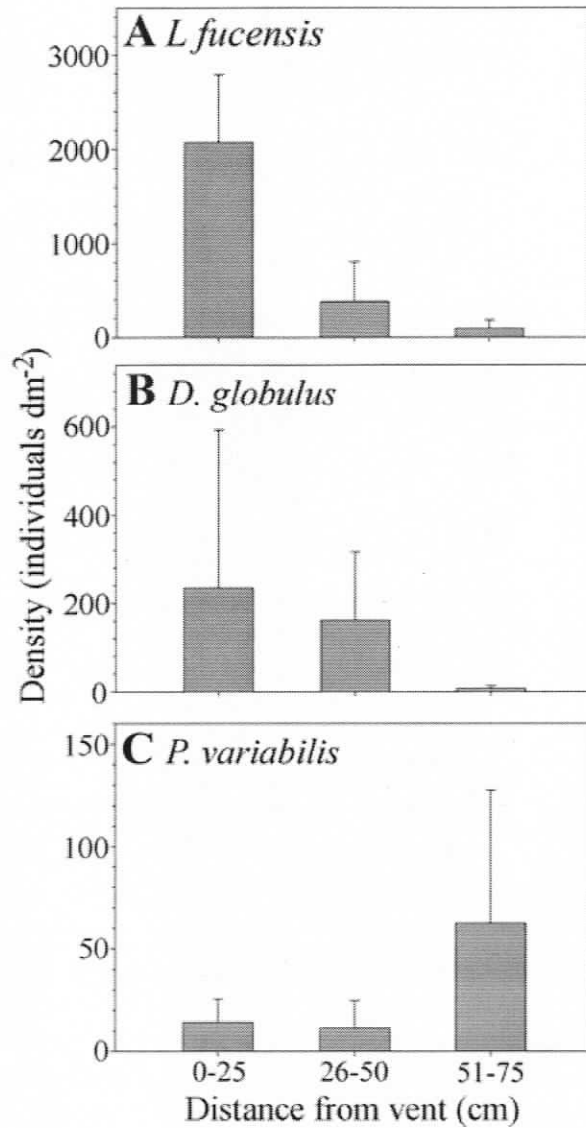 A L fucensis
3000
2000
1000
0
B D. globulus
600
400
200
0
C P. variabilis
150
100
50
0
0-25 26-50 51-75
Distance from vent (cm)
Density (individuals dm⁻²)